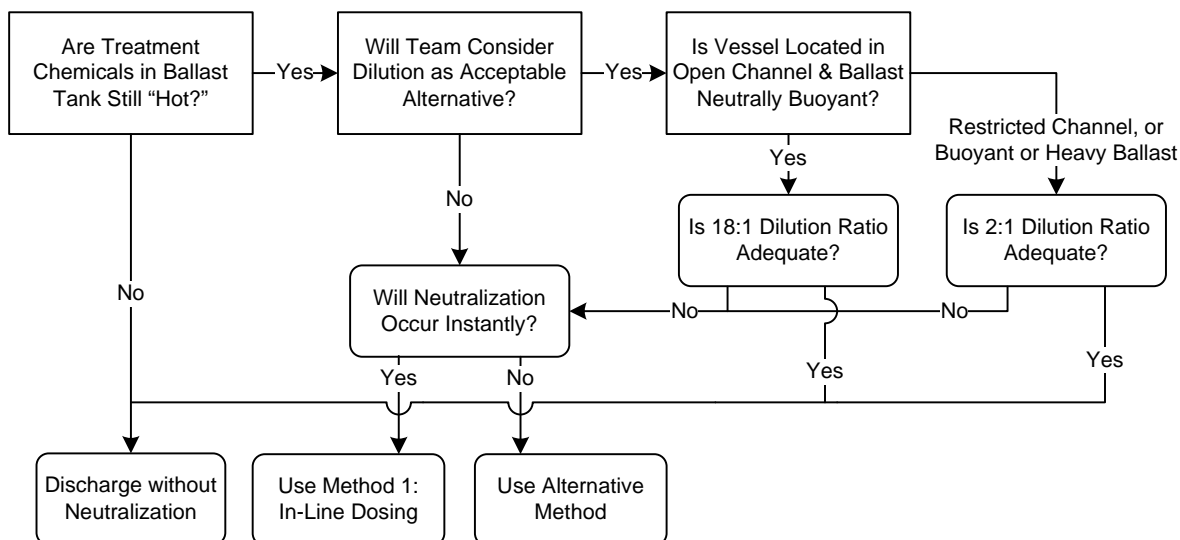 Are Treatment
Chemicals in Ballast
Tank Still “Hot?”
Yes
Will Team Consider
Dilution as Acceptable
Alternative?
Yes
Is Vessel Located in
Open Channel & Ballast
Neutrally Buoyant?
Restricted Channel, or
Buoyant or Heavy Ballast
Yes
No
Is 18:1 Dilution Ratio
Adequate?
Is 2:1 Dilution Ratio
Adequate?
No
Will Neutralization
Occur Instantly?
No
No
Yes
No
Yes
Yes
Discharge without
Neutralization
Use Method 1:
In-Line Dosing
Use Alternative
Method